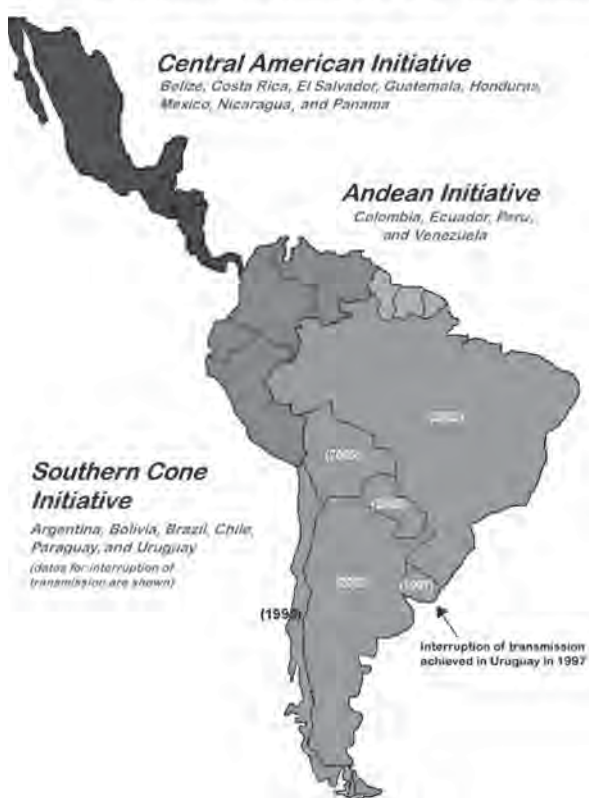 Central American Initiative
Belize, Costa Rica, El Salvador, Guatemala, Honduras,
Mexico, Nicaragua, and Panama
Andean Initiative
Colombia, Ecuador, Peru,
and Venezuela
Southern Cone
Initiative
Argentina, Bolivia, Brazil, Chile,
Paraguay, and Uruguay
(dates for interruption of
transmission are shown)
(1997)
Interruption of transmission
achieved in Uruguay in 1997